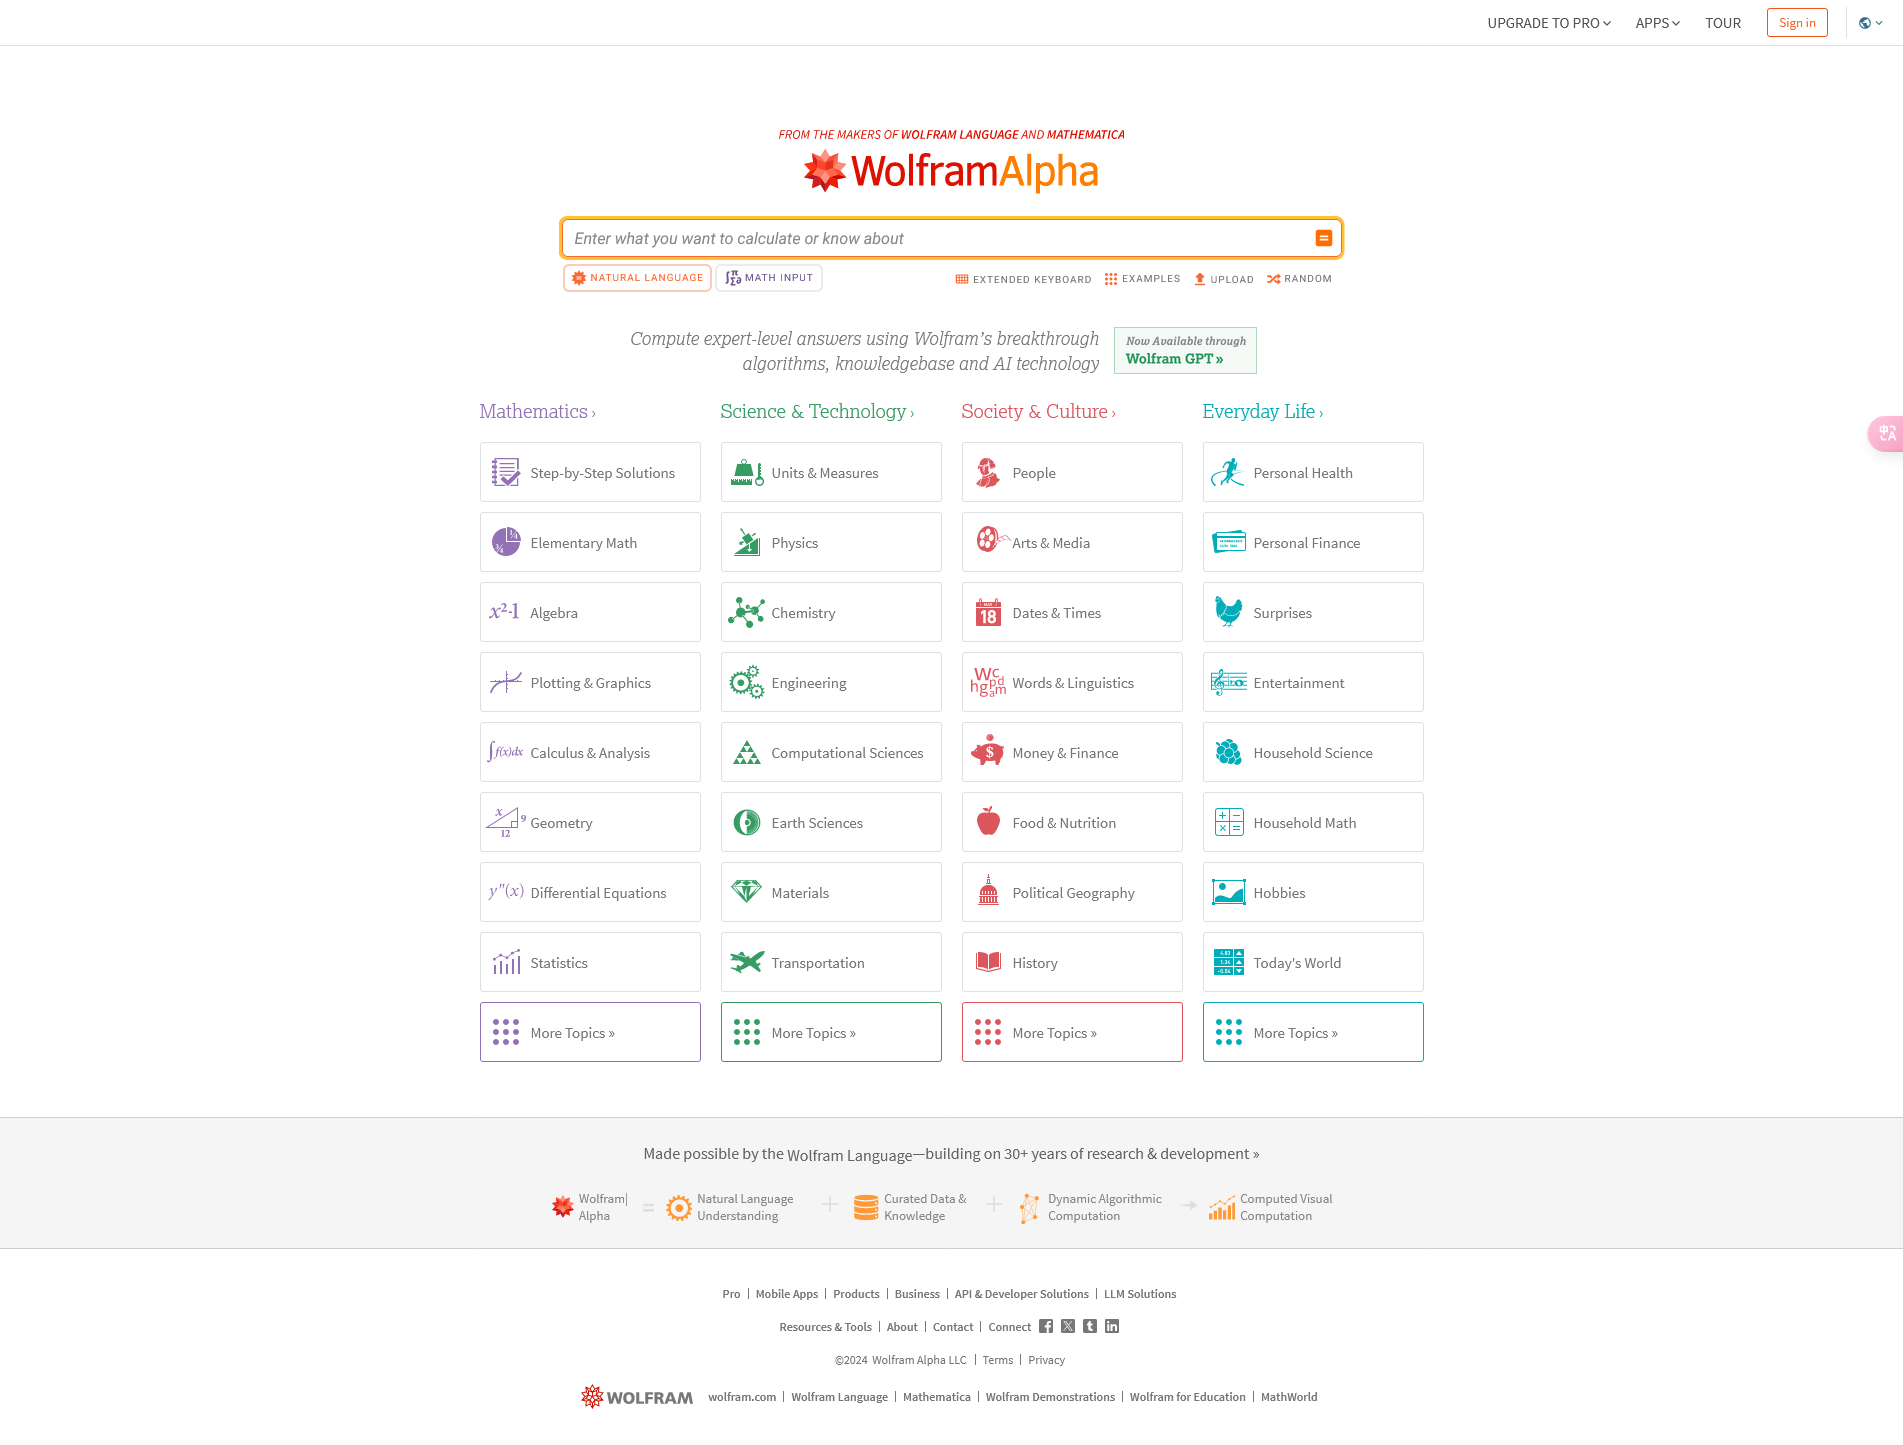 UPGRADE TO PRO APPS TOUR Sign in
FROM THE MAKERS OF WOLFRAM LANGUAGE AND MATHEMATICA
WolframAlpha
Enter what you want to calculate or know about
NATURAL LANGUAGE MATH INPUT EXTENDED KEYBOARD EXAMPLES UPLOAD RANDOM
Compute expert-level answers using Wolfram's breakthrough
algorithms, knowledgebase and AI technology
Now Available through
Wolfram GPT »
Mathematics ›
Step-by-Step Solutions
Elementary Math
Algebra
Plotting & Graphics
Calculus & Analysis
Geometry
Differential Equations
Statistics
More Topics »
Science & Technology ›
Units & Measures
Physics
Chemistry
Engineering
Computational Sciences
Earth Sciences
Materials
Transportation
More Topics »
Society & Culture ›
People
Arts & Media
Dates & Times
Words & Linguistics
Money & Finance
Food & Nutrition
Political Geography
History
More Topics »
Everyday Life ›
Personal Health
Personal Finance
Surprises
Entertainment
Household Science
Household Math
Hobbies
Today's World
More Topics »
Made possible by the Wolfram Language—building on 30+ years of research & development »
Wolfram|
Alpha
=
Natural Language
Understanding
+
Curated Data &
Knowledge
+
Dynamic Algorithmic
Computation
Computed Visual
Computation
Pro | Mobile Apps | Products | Business | API & Developer Solutions | LLM Solutions
Resources & Tools | About | Contact | Connect
©2024 Wolfram Alpha LLC | Terms | Privacy
WOLFRAM wolfram.com | Wolfram Language | Mathematica | Wolfram Demonstrations | Wolfram for Education | MathWorld